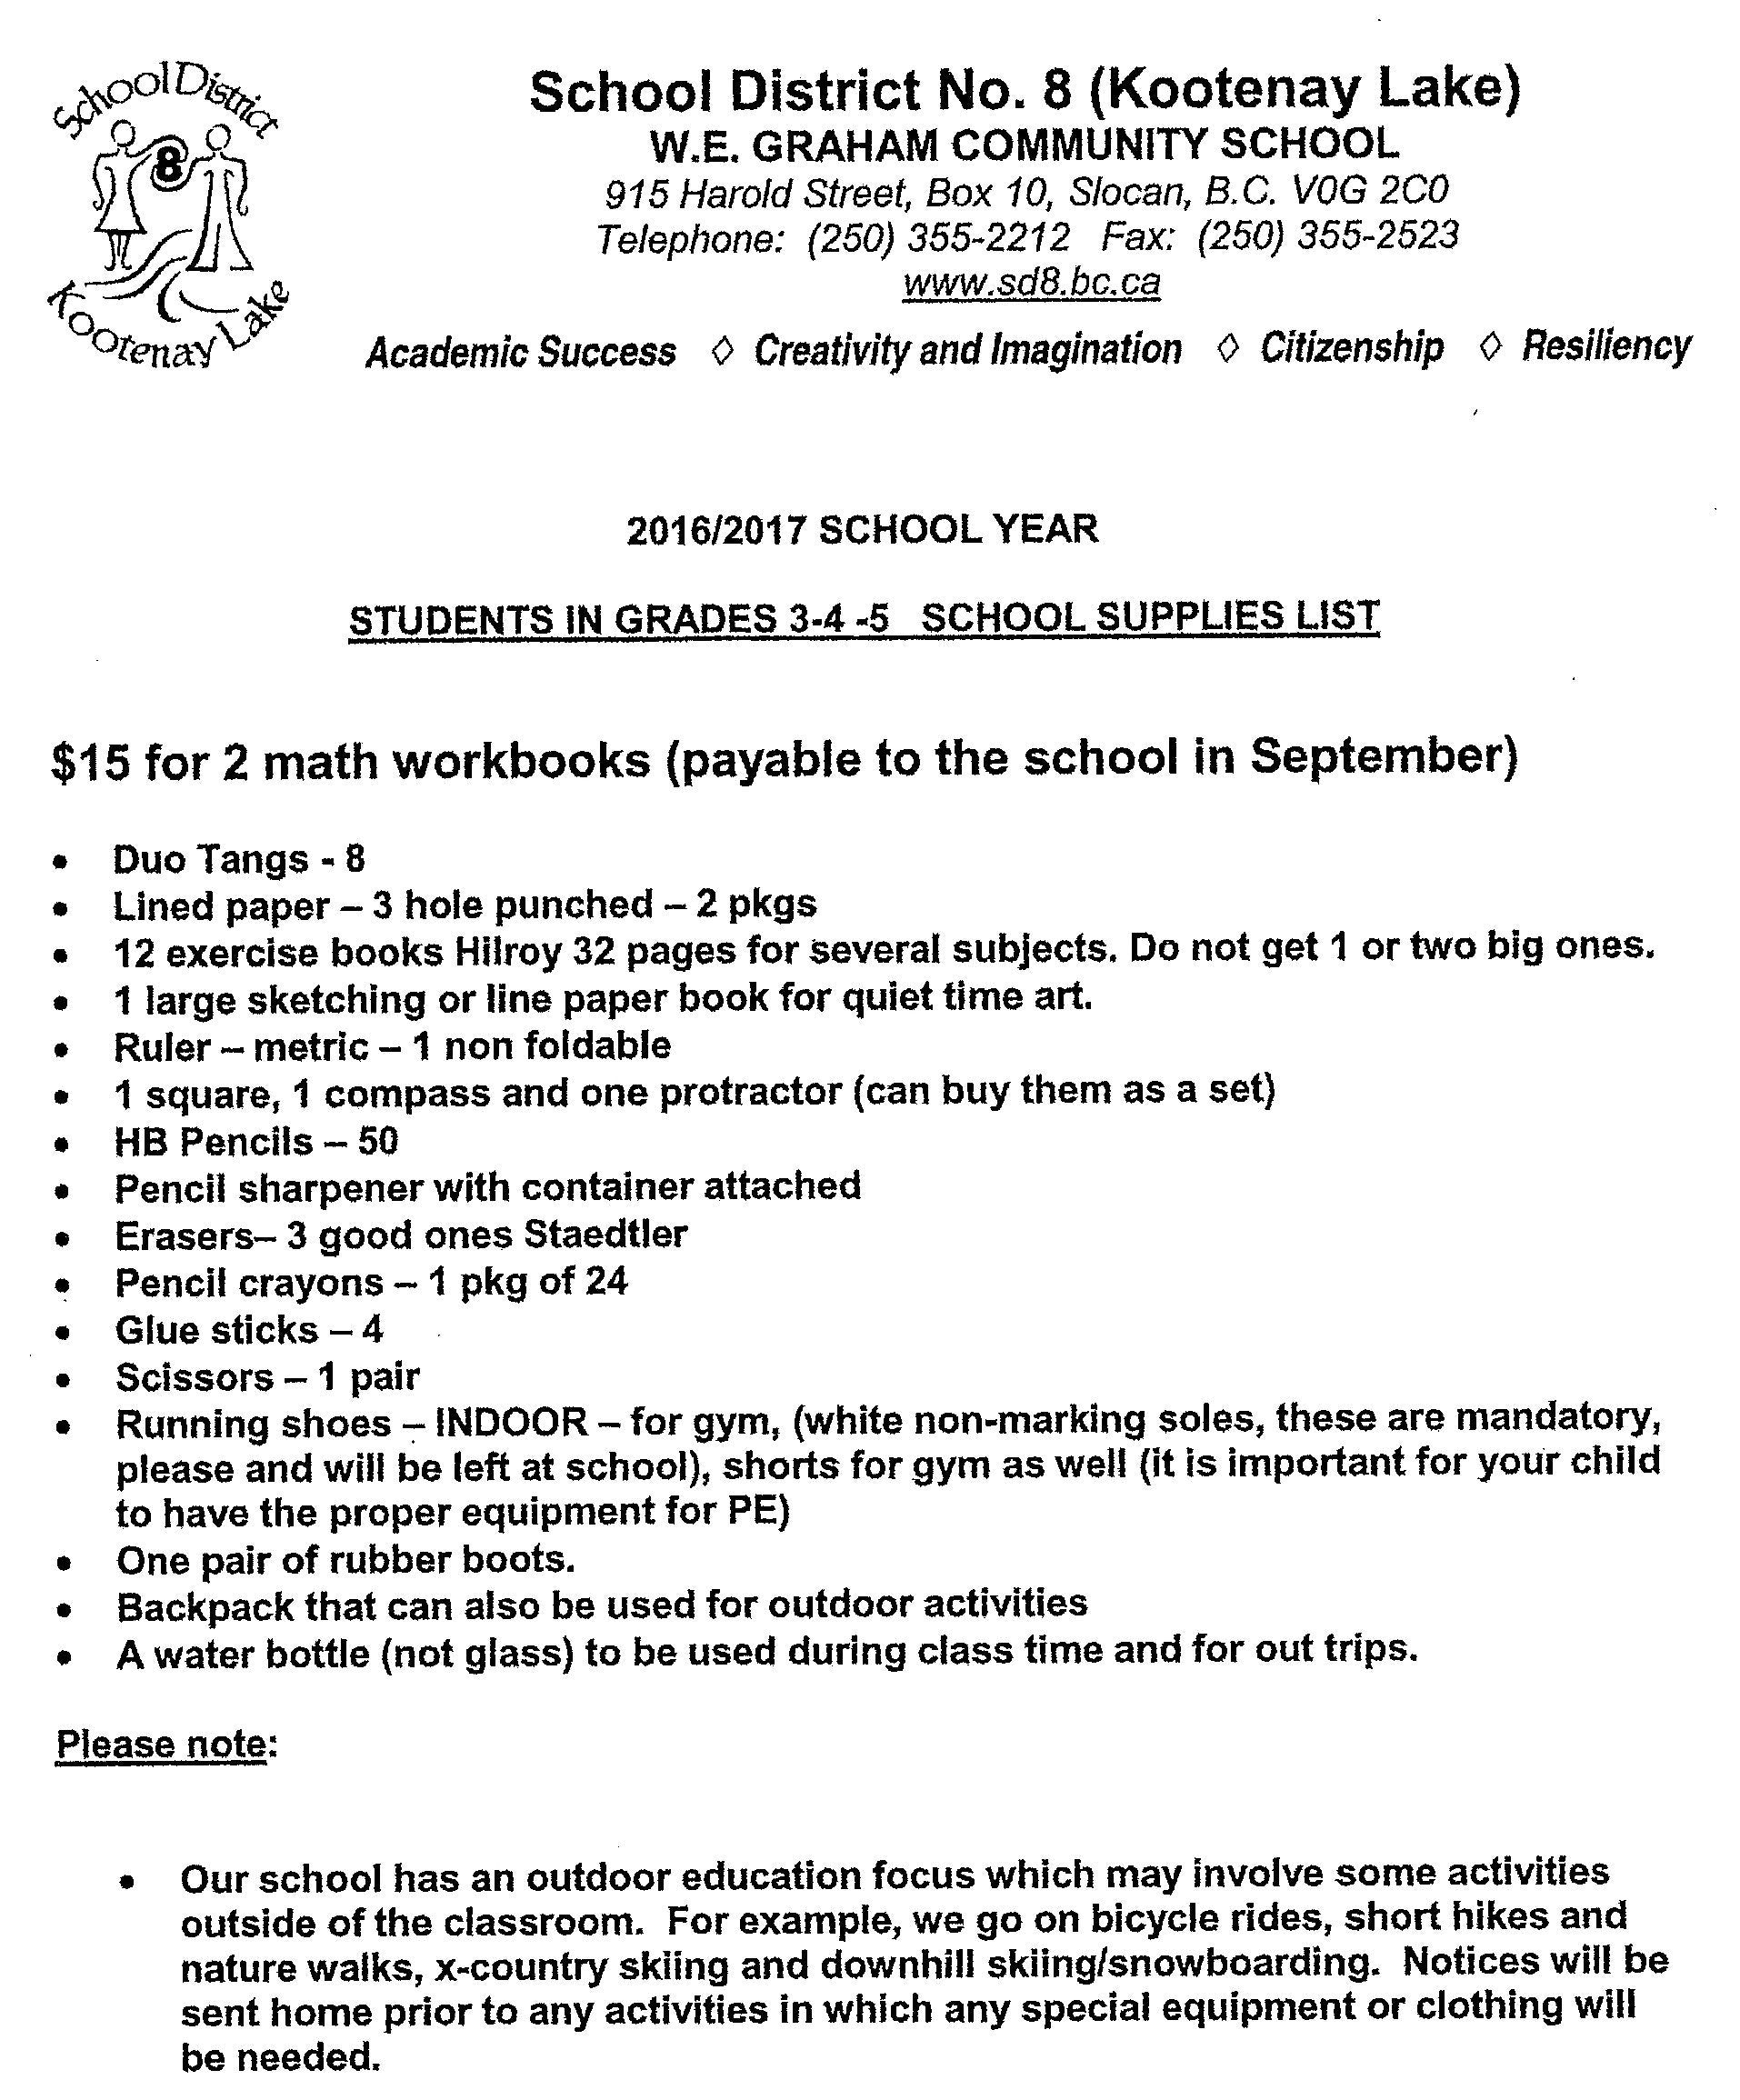 School District
8
Kootenay Lake
School District No. 8 (Kootenay Lake)
W.E. GRAHAM COMMUNITY SCHOOL
915 Harold Street, Box 10, Slocan, B.C. V0G 2C0
Telephone: (250) 355-2212 Fax: (250) 355-2523
www.sd8.bc.ca
Academic Success ◊ Creativity and Imagination ◊ Citizenship ◊ Resiliency
2016/2017 SCHOOL YEAR
STUDENTS IN GRADES 3-4 -5 SCHOOL SUPPLIES LIST
$15 for 2 math workbooks (payable to the school in September)
• Duo Tangs - 8
• Lined paper – 3 hole punched – 2 pkgs
• 12 exercise books Hilroy 32 pages for several subjects. Do not get 1 or two big ones.
• 1 large sketching or line paper book for quiet time art.
• Ruler – metric – 1 non foldable
• 1 square, 1 compass and one protractor (can buy them as a set)
• HB Pencils – 50
• Pencil sharpener with container attached
• Erasers– 3 good ones Staedtler
• Pencil crayons – 1 pkg of 24
• Glue sticks – 4
• Scissors – 1 pair
• Running shoes – INDOOR – for gym, (white non-marking soles, these are mandatory,
please and will be left at school), shorts for gym as well (it is important for your child
to have the proper equipment for PE)
• One pair of rubber boots.
• Backpack that can also be used for outdoor activities
• A water bottle (not glass) to be used during class time and for out trips.
Please note:
• Our school has an outdoor education focus which may involve some activities
outside of the classroom. For example, we go on bicycle rides, short hikes and
nature walks, x-country skiing and downhill skiing/snowboarding. Notices will be
sent home prior to any activities in which any special equipment or clothing will
be needed.